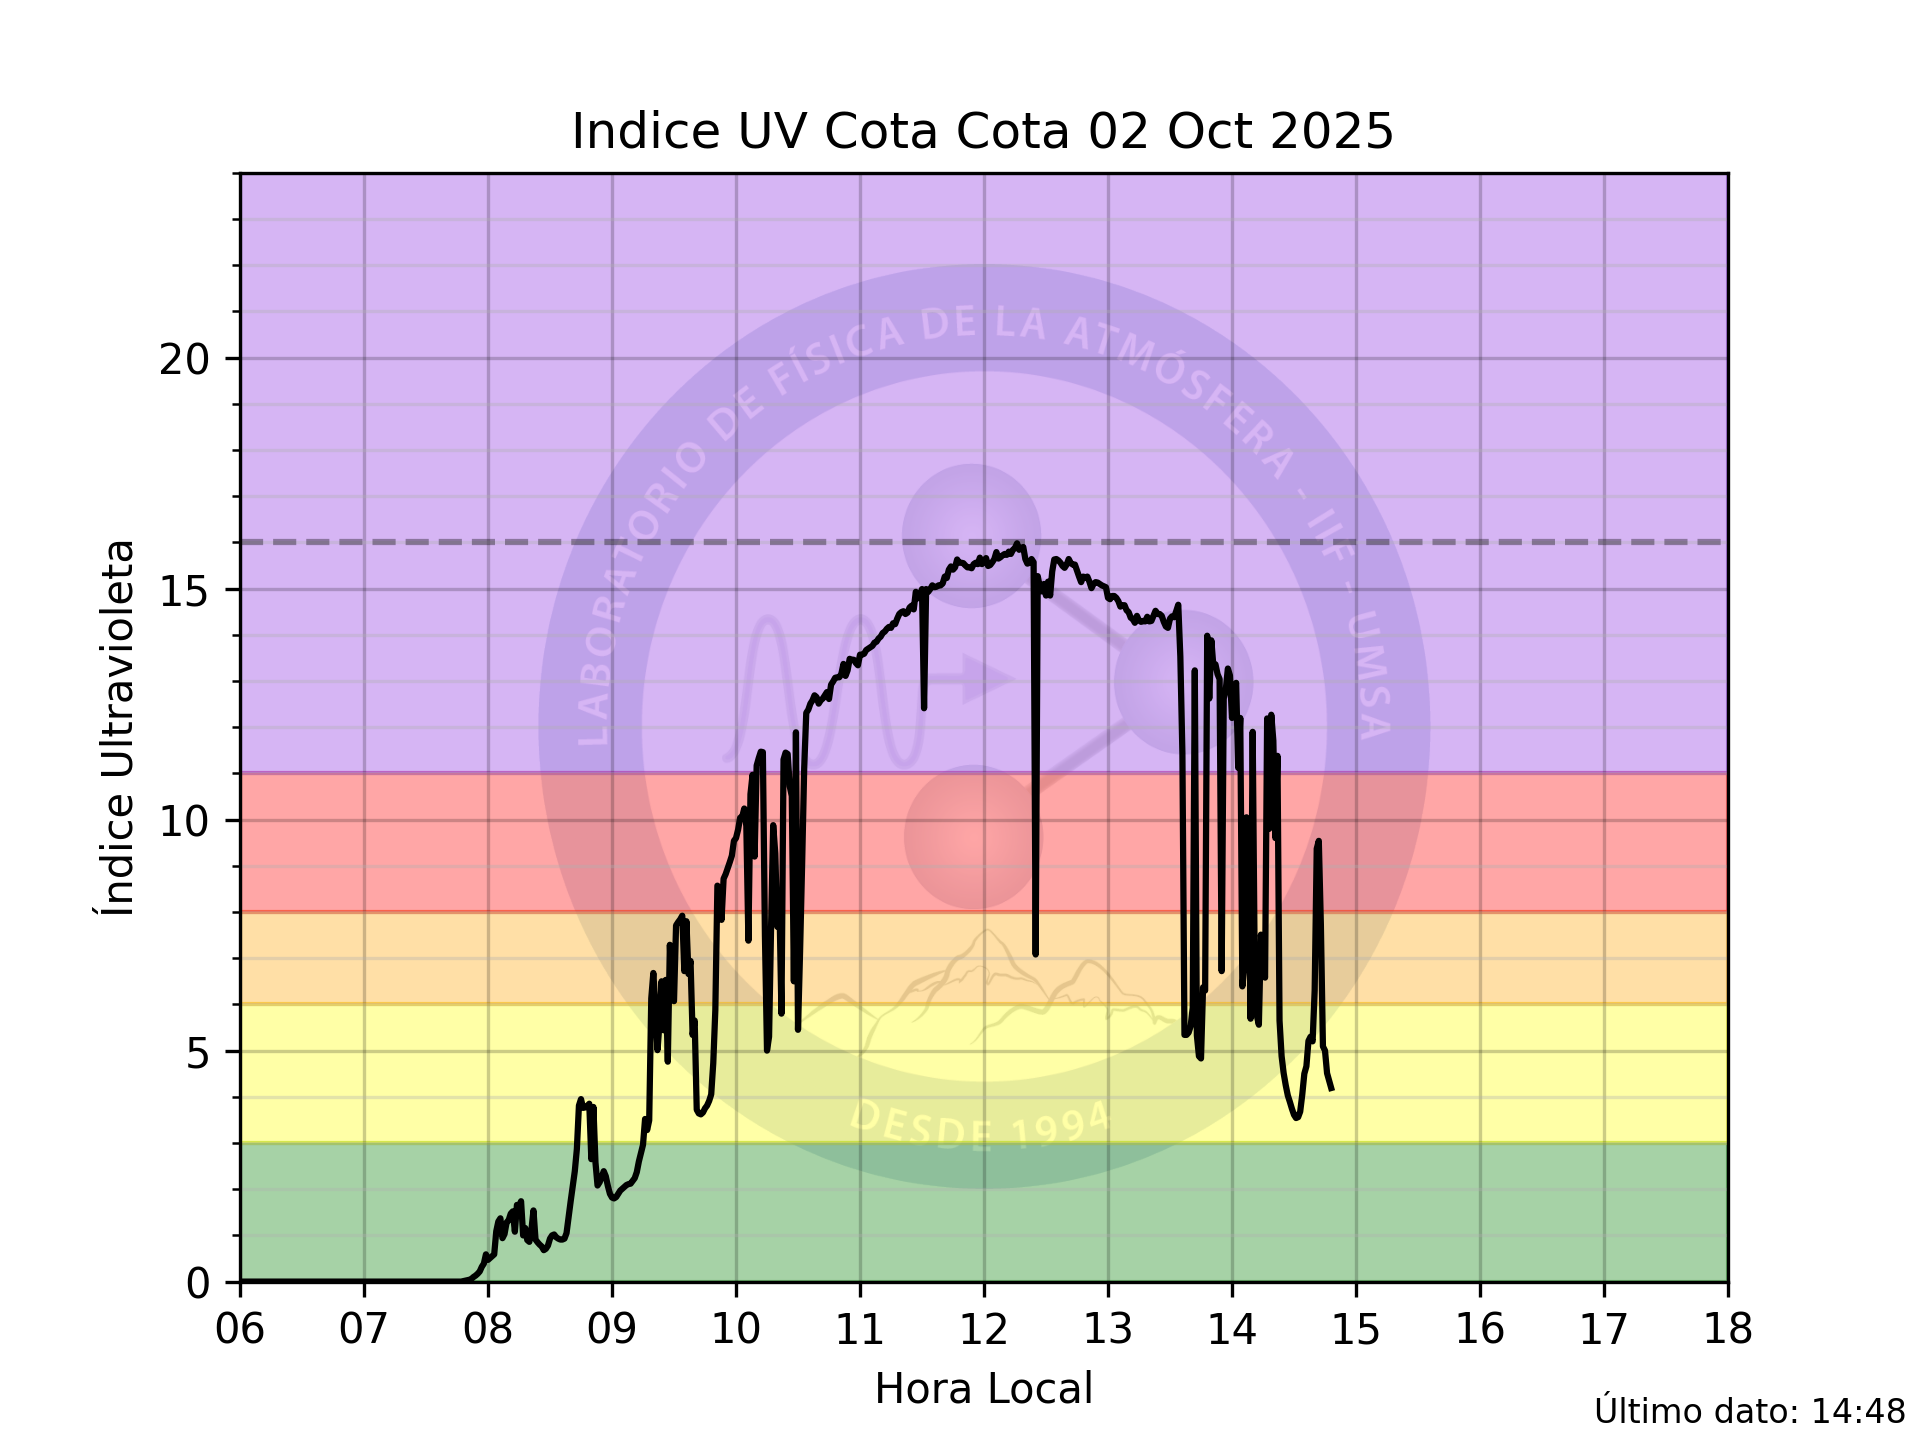 Indice UV Cota Cota 02 Oct 2025
Índice Ultravioleta
20
15
10
5
0
LABORATORIO DE FÍSICA DE LA ATMÓSFERA - IIF - UMSA
DESDE 1994
06 07 08 09 10 11 12 13 14 15 16 17 18
Hora Local
Último dato: 14:48